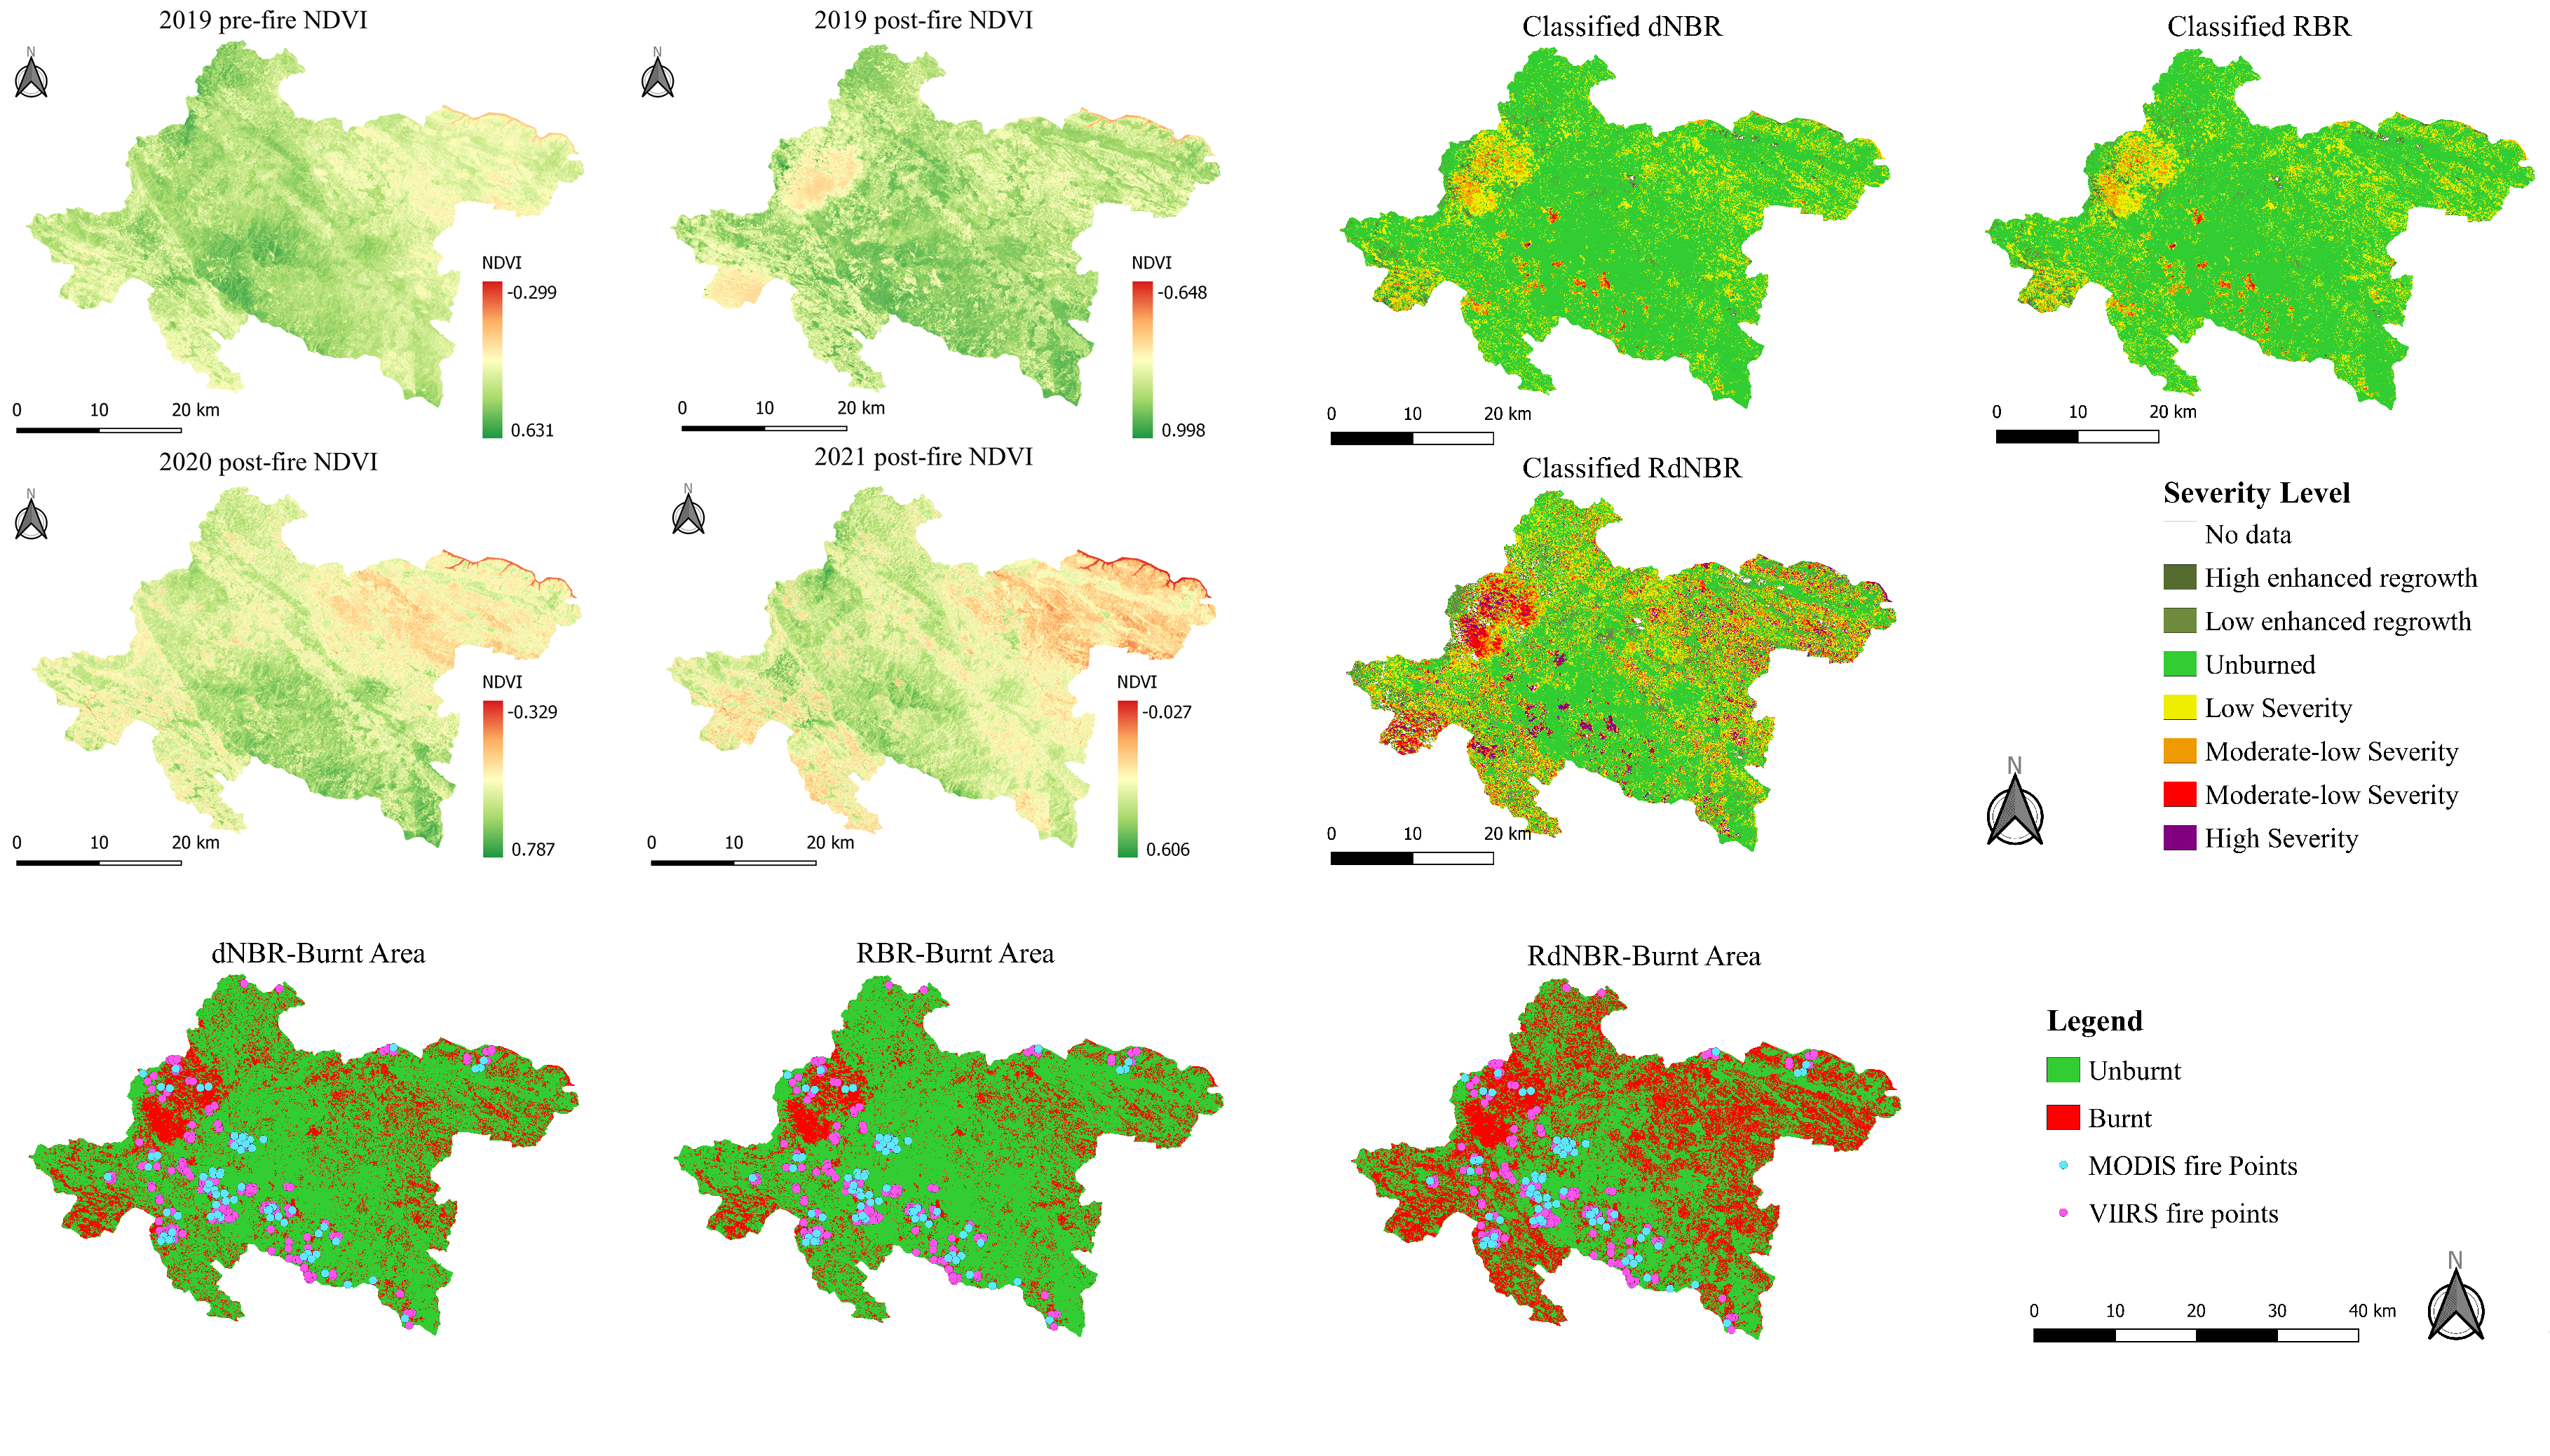 2019 pre-fire NDVI
N
NDVI
-0.299
0.631
0 10 20 km
2019 post-fire NDVI
N
NDVI
-0.648
0.998
0 10 20 km
Classified dNBR
0 10 20 km
Classified RBR
0 10 20 km
2020 post-fire NDVI
N
NDVI
-0.329
0.787
0 10 20 km
2021 post-fire NDVI
N
NDVI
-0.027
0.606
0 10 20 km
Classified RdNBR
0 10 20 km
N
Severity Level
No data
High enhanced regrowth
Low enhanced regrowth
Unburned
Low Severity
Moderate-low Severity
Moderate-low Severity
High Severity
dNBR-Burnt Area
RBR-Burnt Area
RdNBR-Burnt Area
Legend
Unburnt
Burnt
MODIS fire Points
VIIRS fire points
N
0 10 20 30 40 km